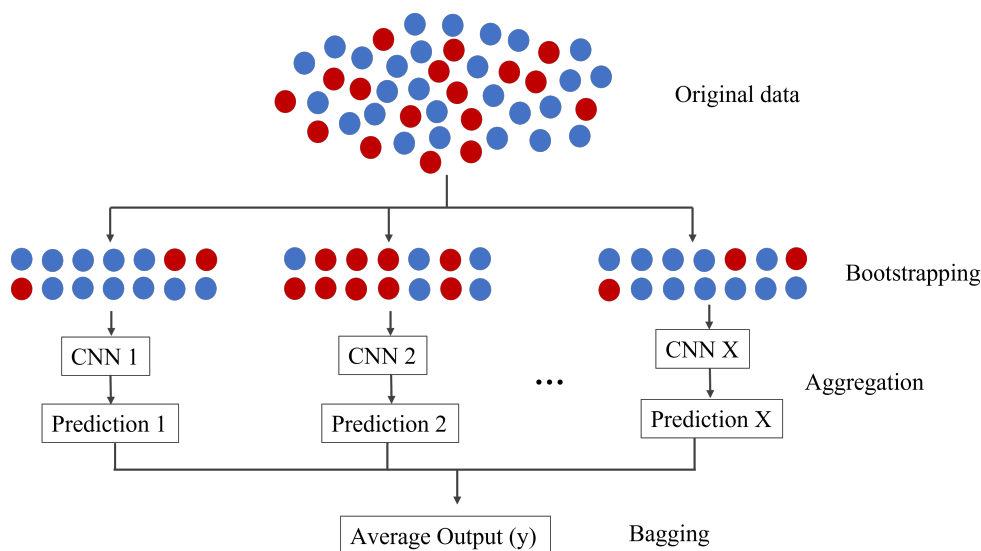 Original data
Bootstrapping
CNN 1
CNN 2
CNN X
...
Aggregation
Prediction 1
Prediction 2
Prediction X
Average Output (y)
Bagging